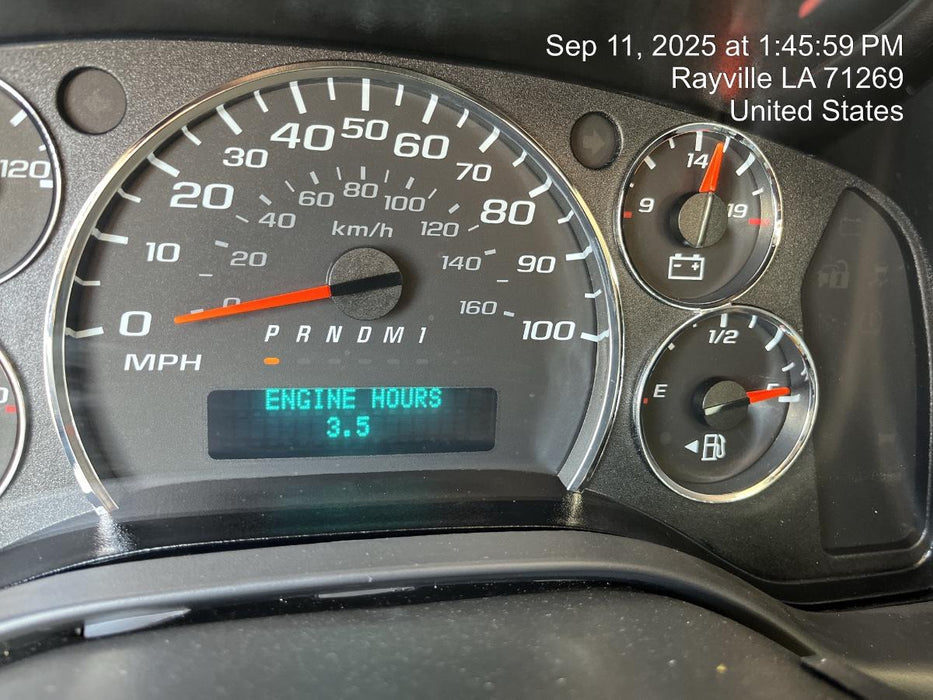 Sep 11, 2025 at 1:45:59 PM
Rayville LA 71269
United States
120
0 10 20 30 40 50 60 70 80 90 100
0 20 40 60 80 100 120 140 160
km/h
MPH
P R N D M 1
ENGINE HOURS
3.5
9 14 19
E 1/2 F